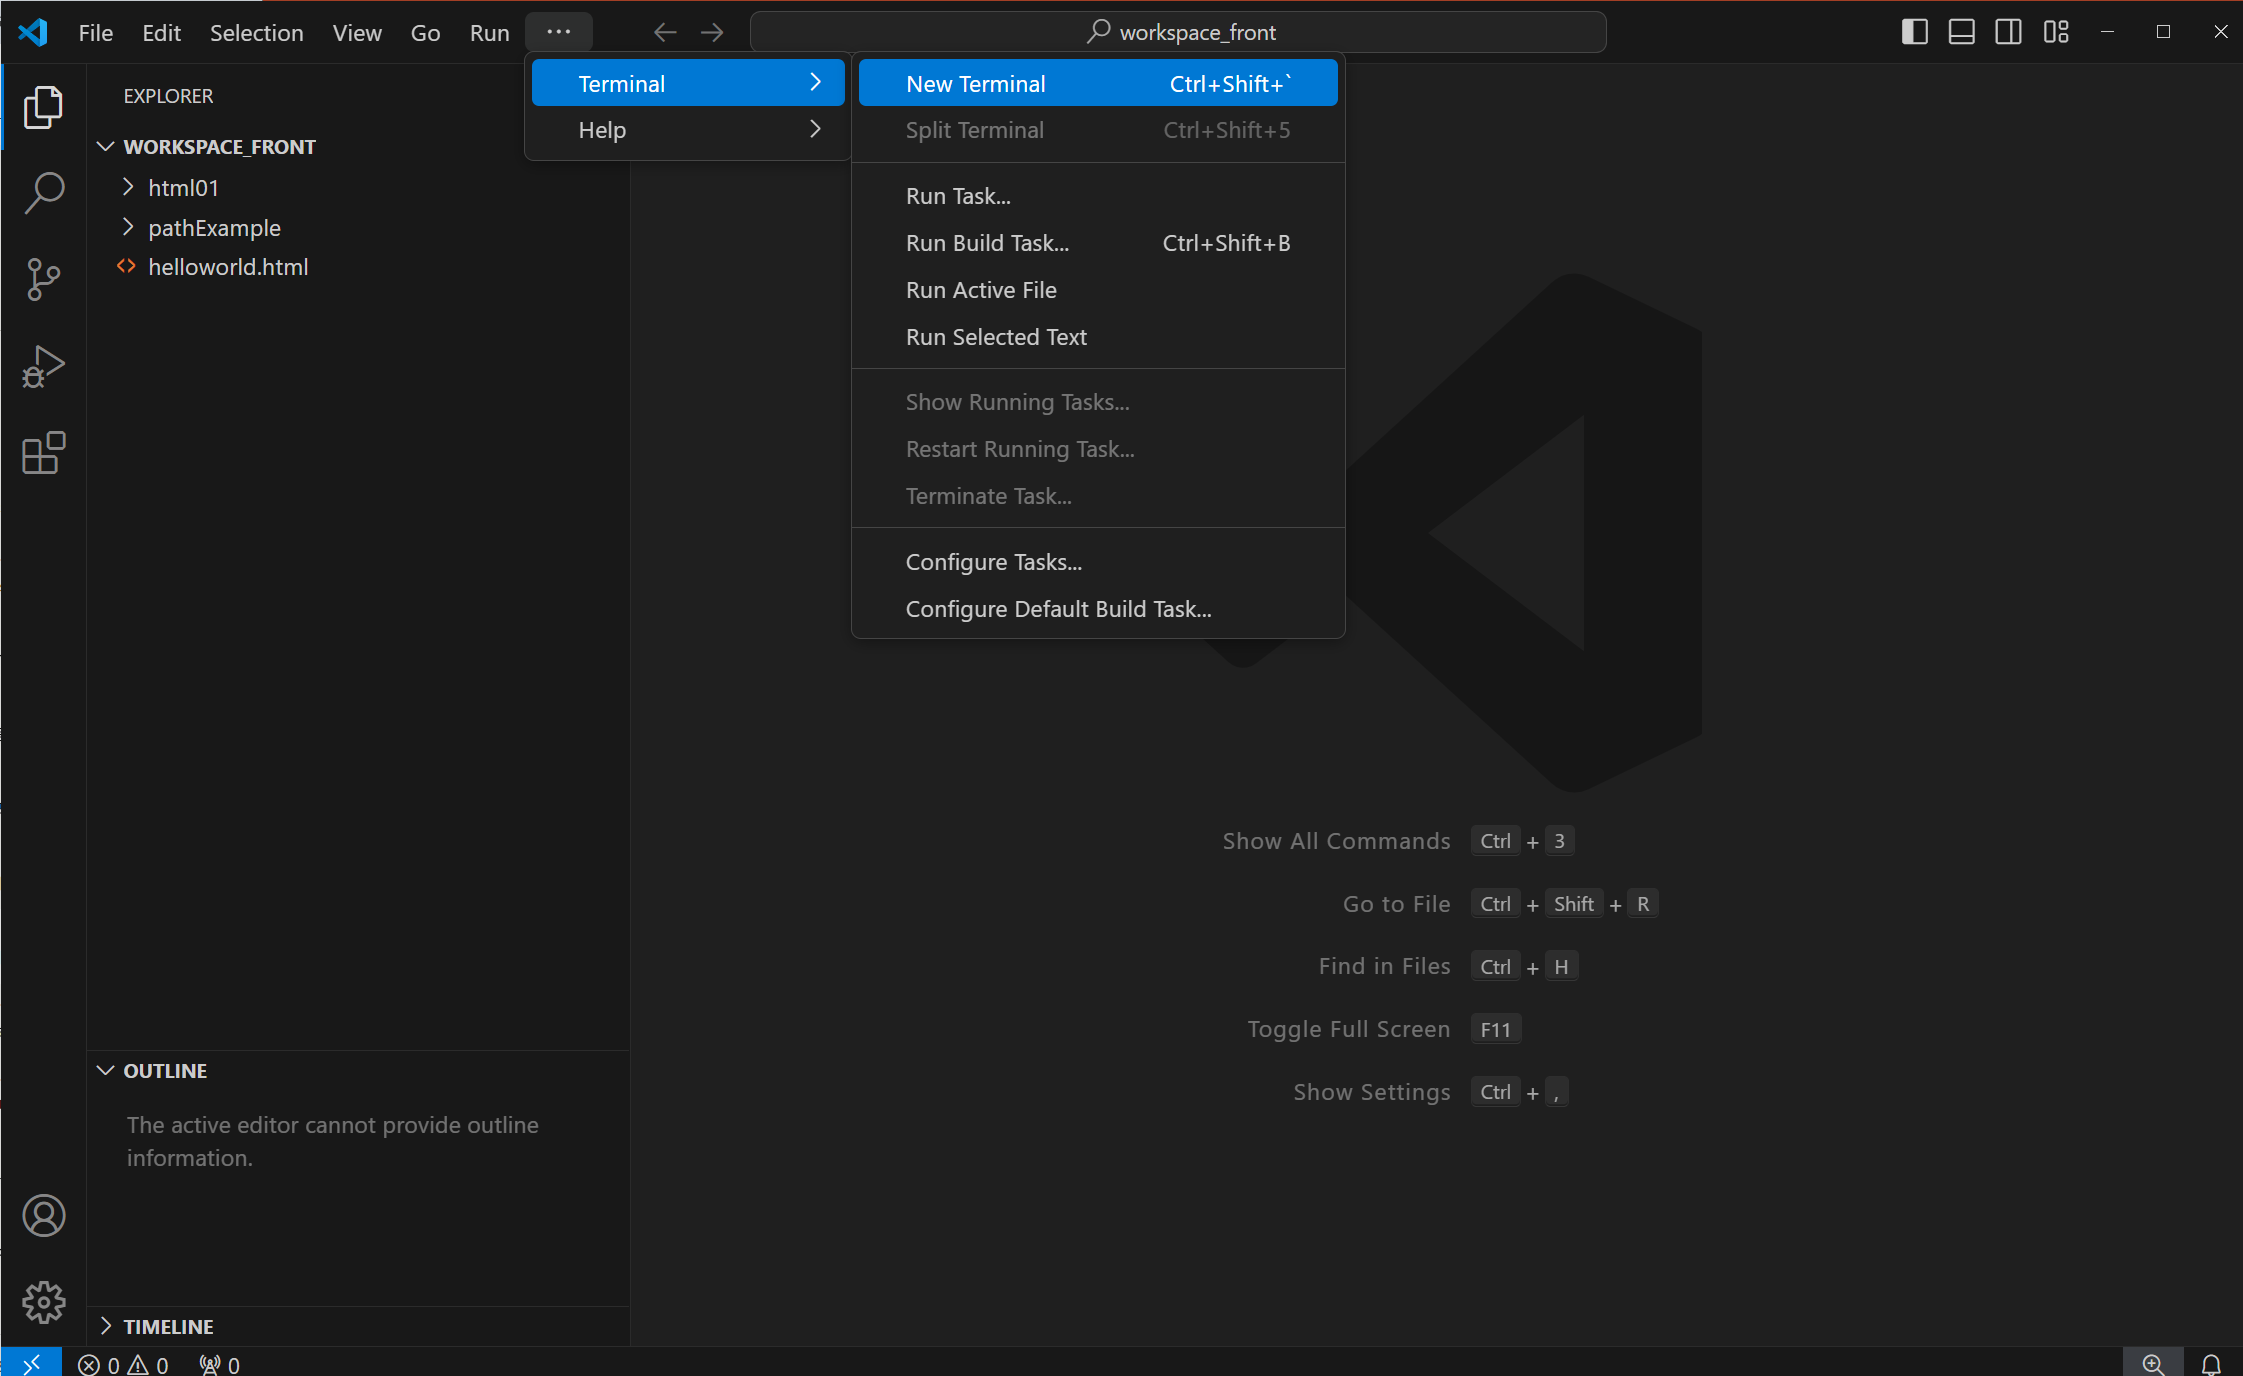 File Edit Selection View Go Run ··· workspace_front
EXPLORER
WORKSPACE_FRONT
html01
pathExample
helloworld.html
Terminal
Help
New Terminal Ctrl+Shift+`
Split Terminal Ctrl+Shift+5
Run Task...
Run Build Task... Ctrl+Shift+B
Run Active File
Run Selected Text
Show Running Tasks...
Restart Running Task...
Terminate Task...
Configure Tasks...
Configure Default Build Task...
Show All Commands Ctrl + 3
Go to File Ctrl + Shift + R
Find in Files Ctrl + H
Toggle Full Screen F11
Show Settings Ctrl + ,
OUTLINE
The active editor cannot provide outline
information.
TIMELINE
0 0 0